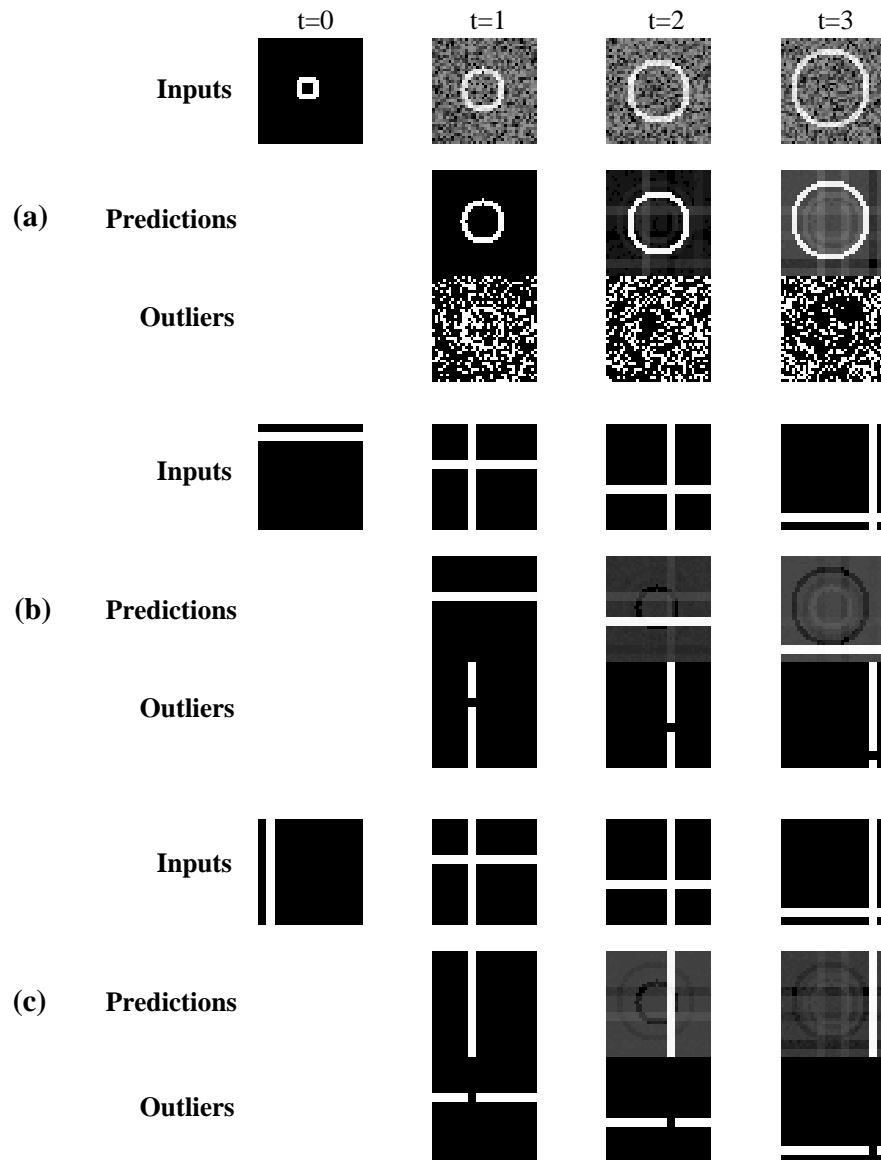 t=0 t=1 t=2 t=3
Inputs
(a) Predictions
Outliers
Inputs
(b) Predictions
Outliers
Inputs
(c) Predictions
Outliers